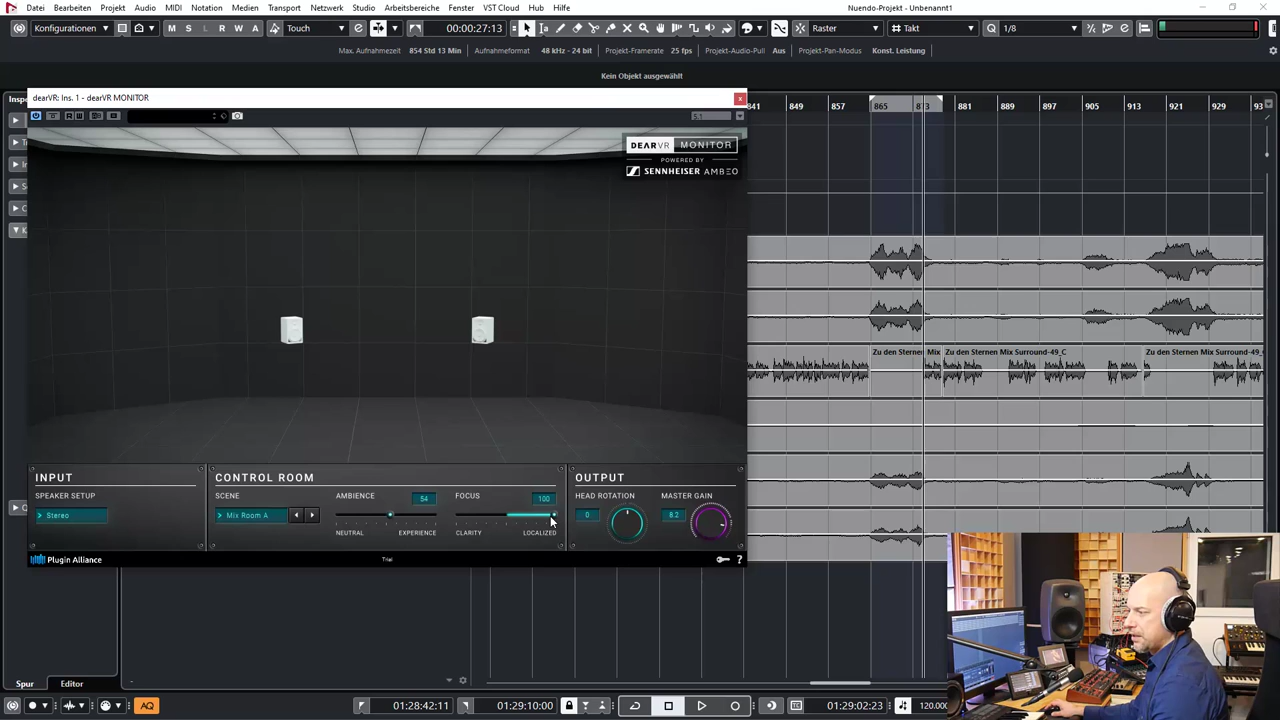 Datei Bearbeiten Projekt Audio MIDI Notation Medien Transport Netzwerk Studio Arbeitsbereiche Fenster VST Cloud Hub Hilfe
Nuendo-Projekt - Unbenannt1
Konfigurationen
M S L R W A
Touch
00:00:27:13
Raster
Takt
Q 1/8
Max. Aufnahmezeit 854 Std 13 Min
Aufnahmeformat 48 kHz - 24 bit
Projekt-Framerate 25 fps
Projekt-Audio-Pull Aus
Projekt-Pan-Modus Konst. Leistung
Kein Objekt ausgewählt
dearVR: Ins. 1 - dearVR MONITOR
5.1
841 849 857 865 873 881 889 897 905 913 921 929
DEARVR MONITOR
POWERED BY
SENNHEISER AMBEO
Zu den Sternen
Mix
Zu den Sternen Mix Surround-49_C
Zu den Sternen Mix Surround-49_
INPUT
SPEAKER SETUP
Stereo
CONTROL ROOM
SCENE
Mix Room A
AMBIENCE
54
NEUTRAL EXPERIENCE
FOCUS
100
CLARITY LOCALIZED
OUTPUT
HEAD ROTATION
0
MASTER GAIN
8.2
Plugin Alliance
Trial
?
Spur
Editor
AQ
01:28:42:11
01:29:10:00
01:29:02:23
120.000